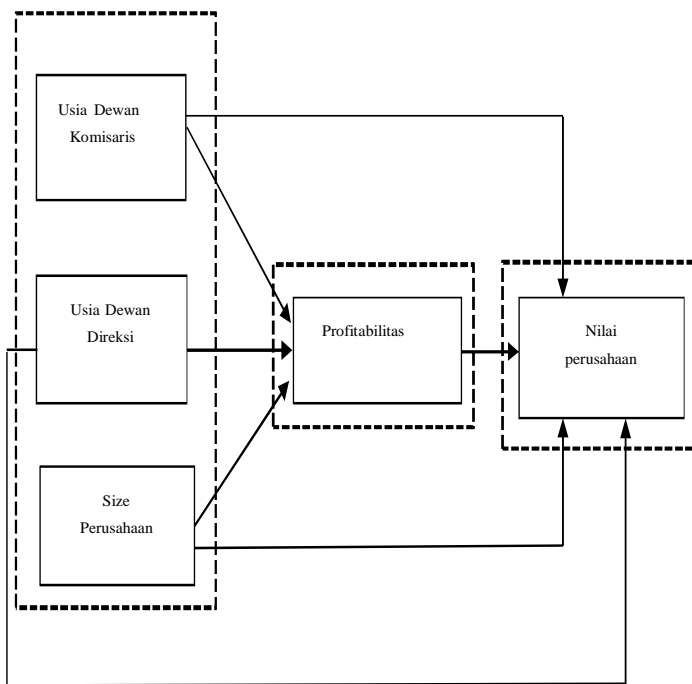 Usia Dewan
Komisaris
Usia Dewan
Direksi
Size
Perusahaan
Profitabilitas
Nilai
perusahaan